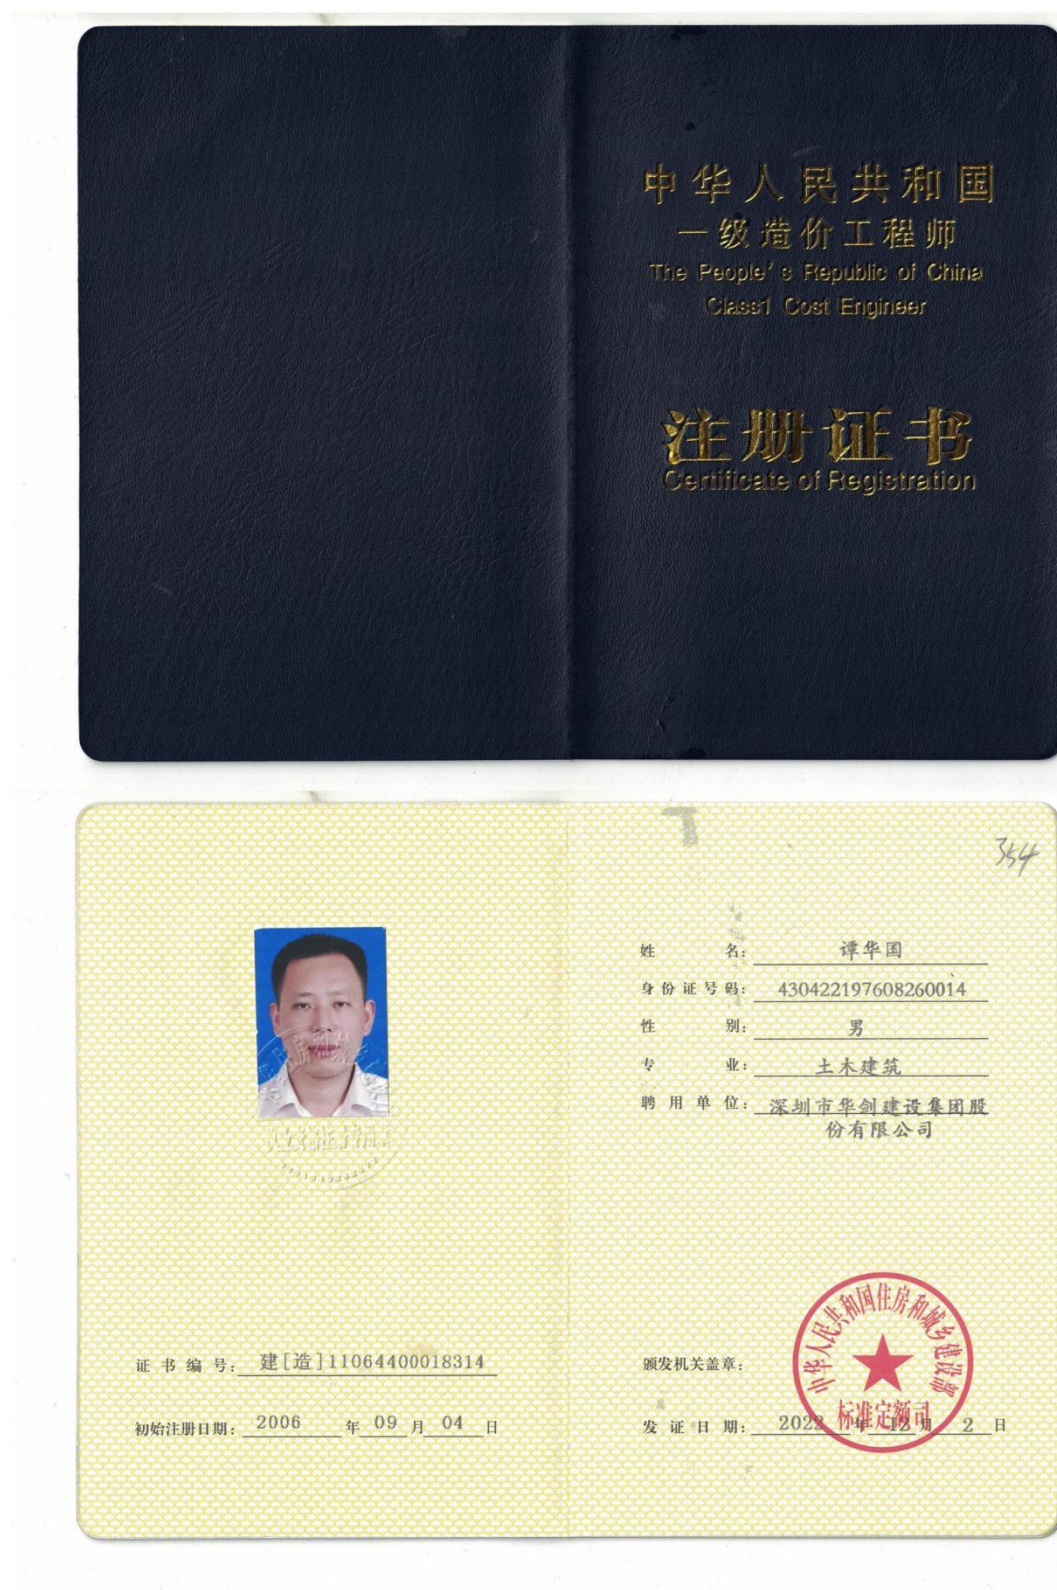 中华人民共和国
一级造价工程师
The People's Republic of China
Class1 Cost Engineer
注册证书
Certificate of Registration
354
姓 名: 谭华国
身份证号码: 430422197608260014
性 别: 男
专 业: 土木建筑
聘用单位: 深圳市华剑建设集团股
份有限公司
证书编号: 建[造]11064400018314
初始注册日期: 2006 年 09 月 04 日
颁发机关盖章:
中华人民共和国住房和城乡建设部
标准定额司
发证日期: 2022 年 12 月 2 日